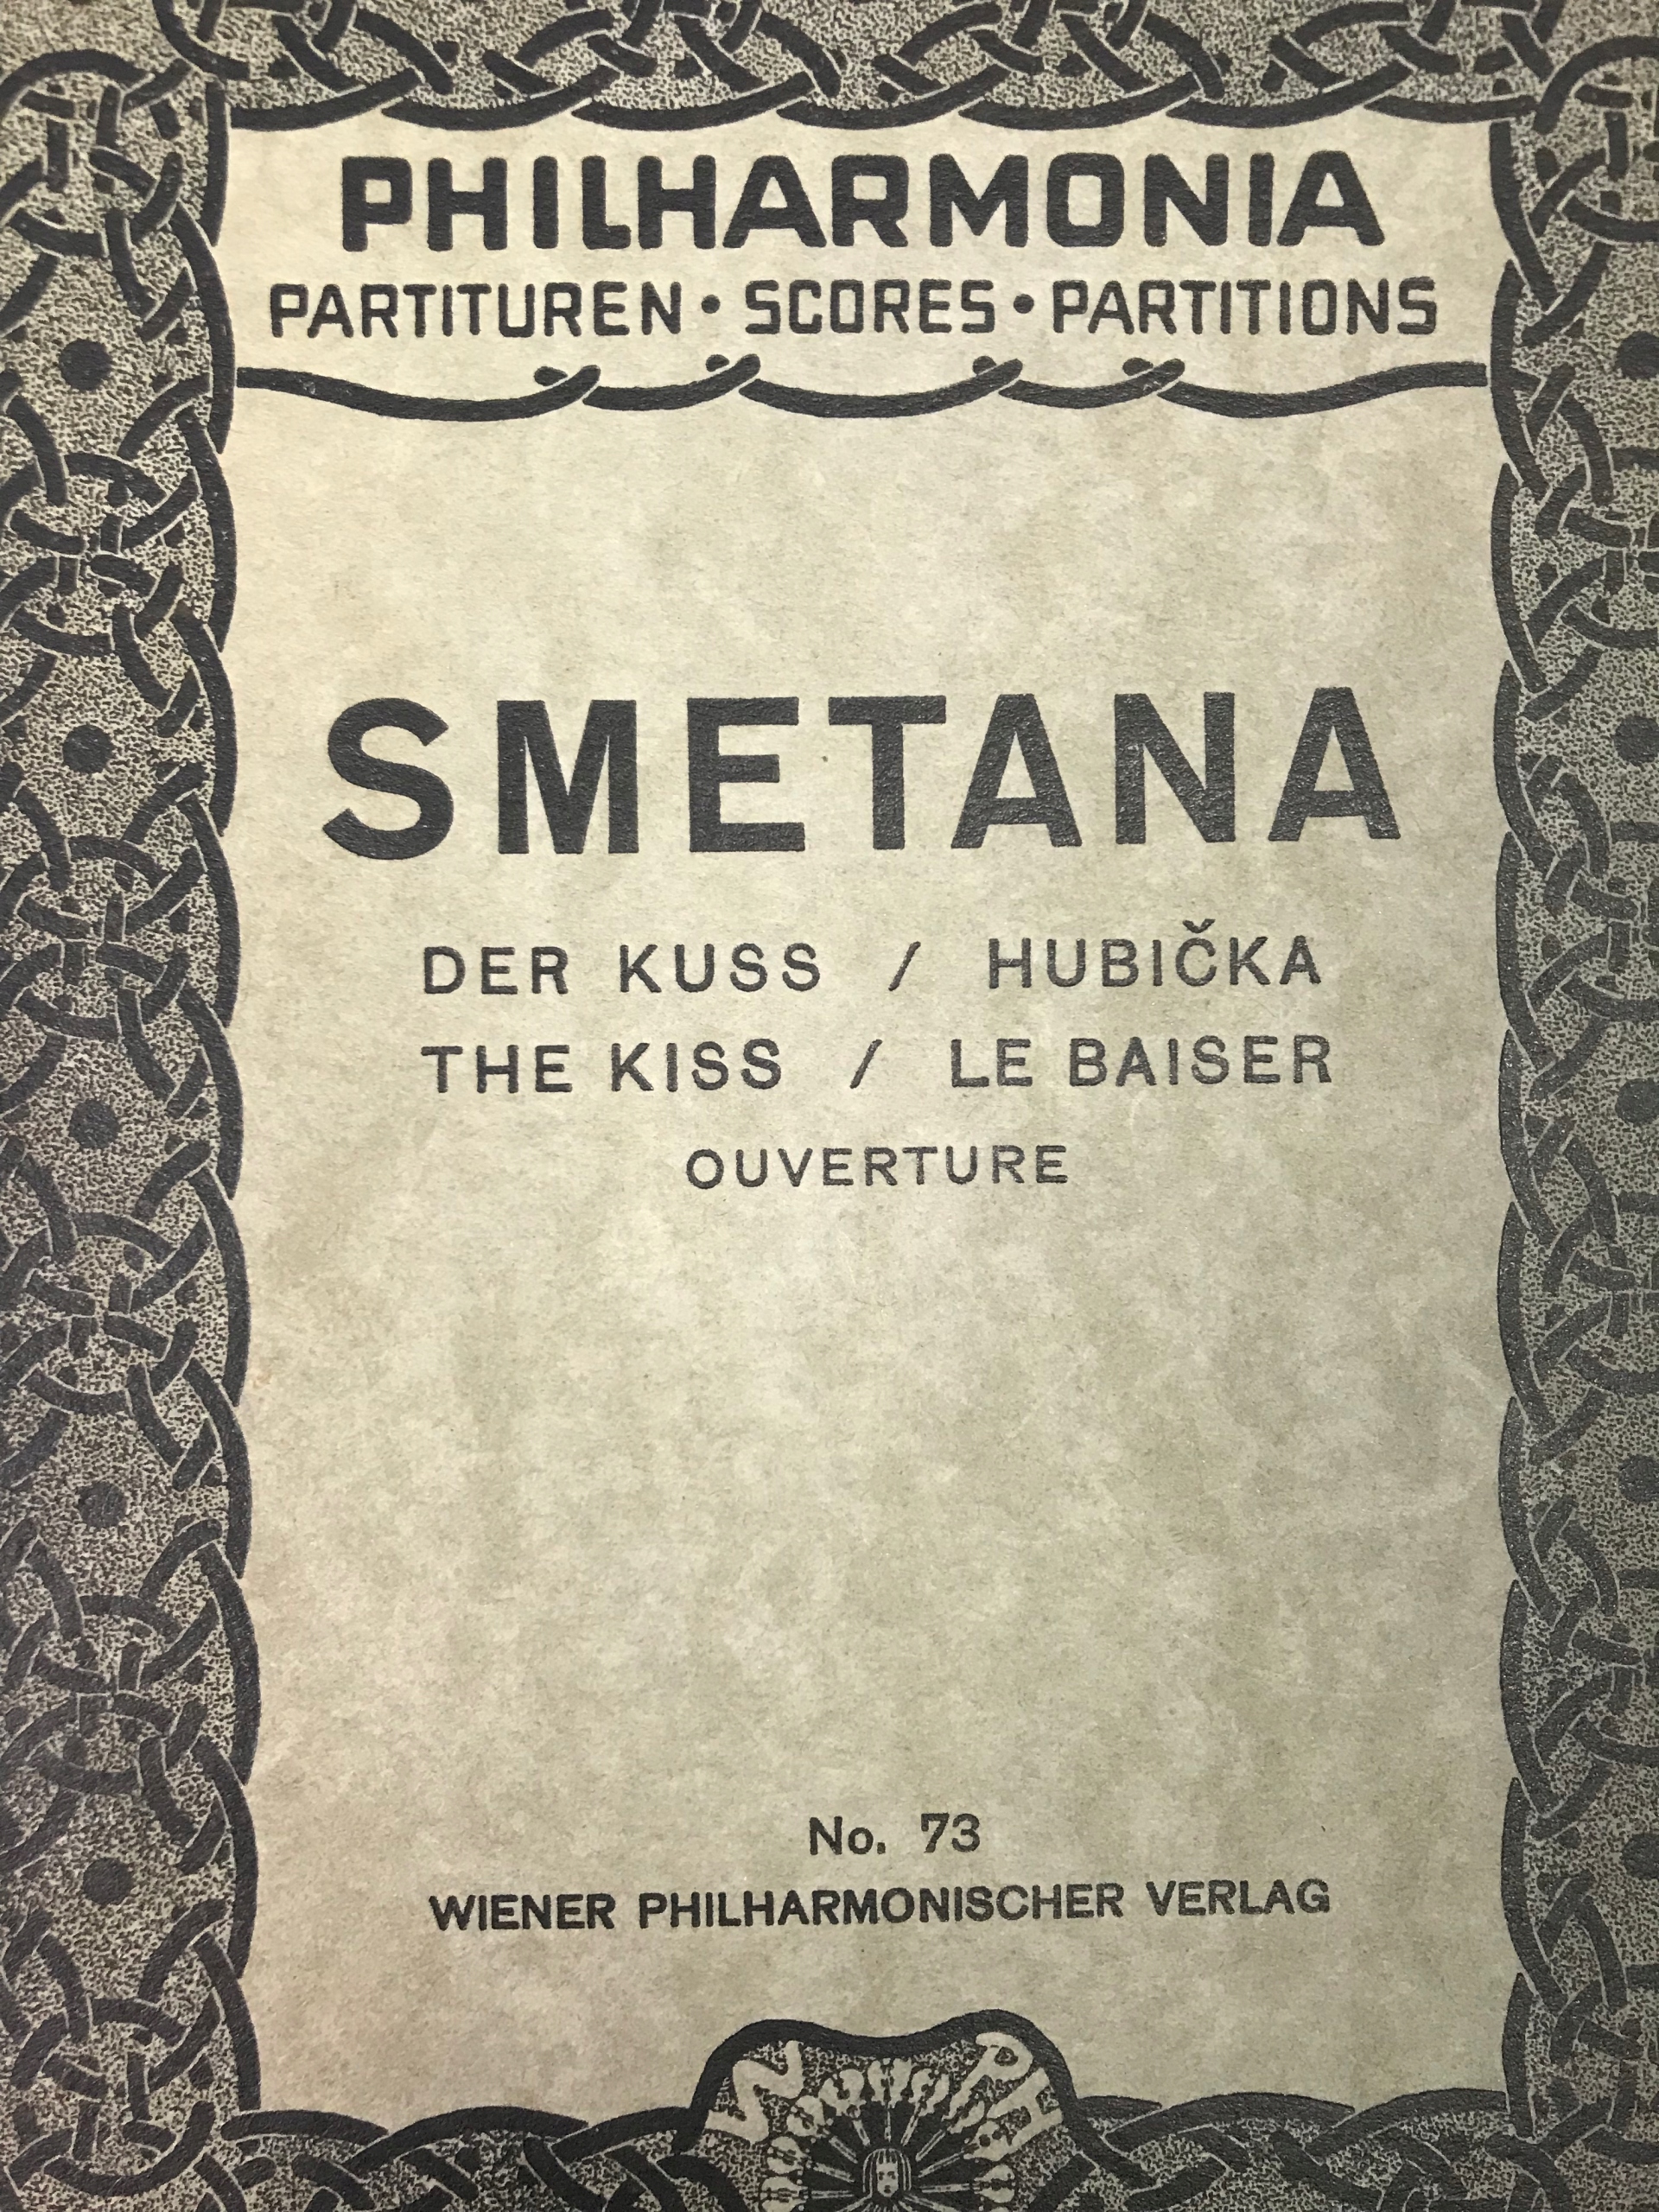 PHILHARMONIA
PARTITUREN • SCORES • PARTITIONS
SMETANA
DER KUSS / HUBIČKA
THE KISS / LE BAISER
OUVERTURE
No. 73
WIENER PHILHARMONISCHER VERLAG